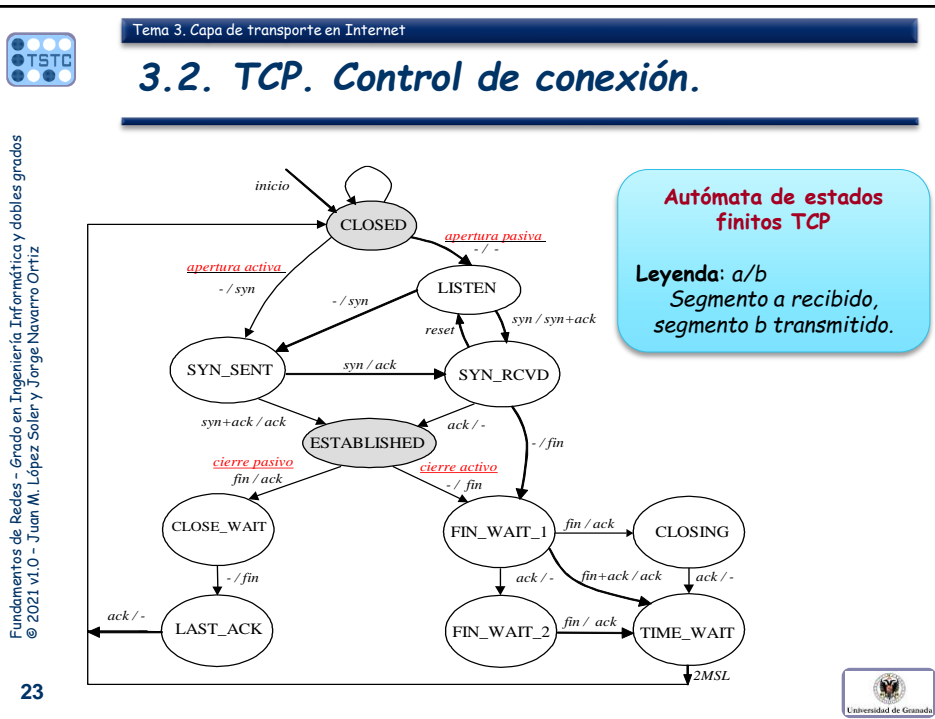 Tema 3. Capa de transporte en Internet
TSTC
3.2. TCP. Control de conexión.
Fundamentos de Redes – Grado en Ingeniería Informática y dobles grados
© 2021 v1.0 – Juan M. López Soler y Jorge Navarro Ortiz
inicio
CLOSED
apertura pasiva
- / -
apertura activa
- / syn
LISTEN
- / syn
syn / syn+ack
reset
SYN_SENT
syn / ack
SYN_RCVD
syn+ack / ack
ack / -
ESTABLISHED
- / fin
cierre pasivo
fin / ack
cierre activo
- / fin
CLOSE_WAIT
FIN_WAIT_1
fin / ack
CLOSING
- / fin
ack / -
fin+ack / ack
ack / -
ack / -
LAST_ACK
FIN_WAIT_2
fin / ack
TIME_WAIT
2MSL
Autómata de estados
finitos TCP
Leyenda: a/b
Segmento a recibido,
segmento b transmitido.
23
Universidad de Granada